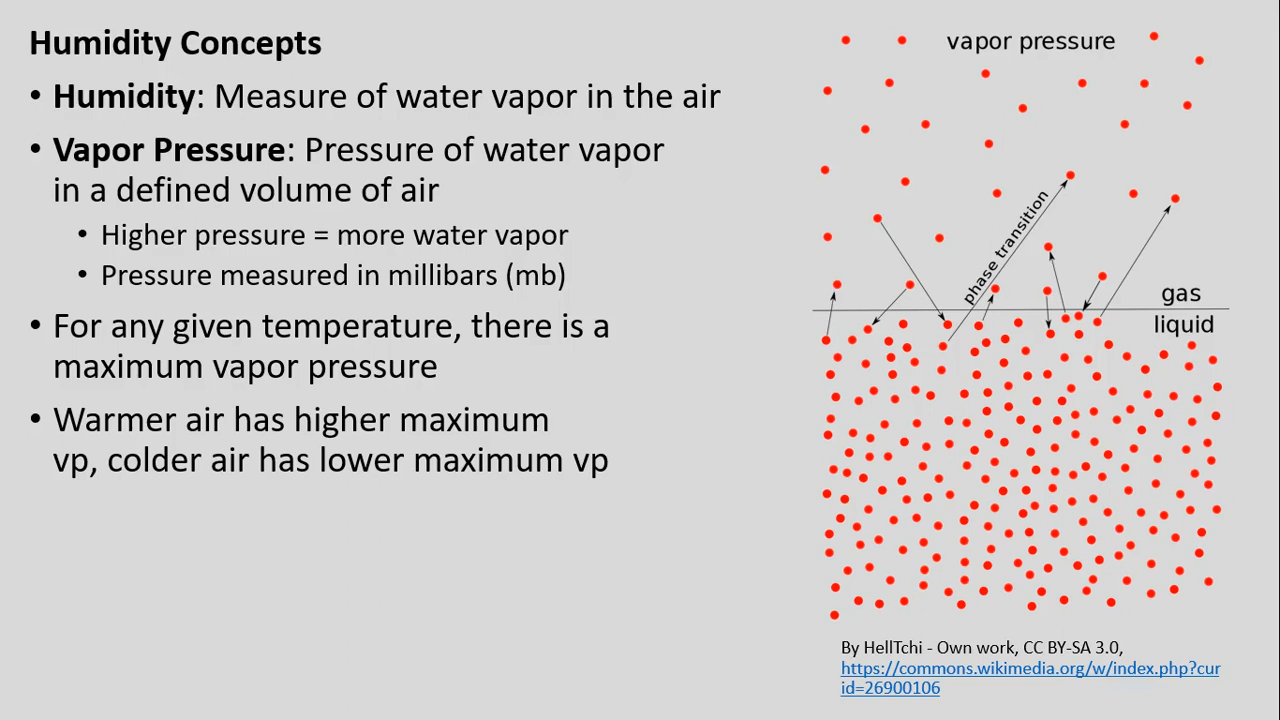 Humidity Concepts
• Humidity: Measure of water vapor in the air
• Vapor Pressure: Pressure of water vapor
in a defined volume of air
• Higher pressure = more water vapor
• Pressure measured in millibars (mb)
• For any given temperature, there is a
maximum vapor pressure
• Warmer air has higher maximum
vp, colder air has lower maximum vp
vapor pressure
phase transition
gas
liquid
By HellTchi - Own work, CC BY-SA 3.0,
https://commons.wikimedia.org/w/index.php?cur
id=26900106